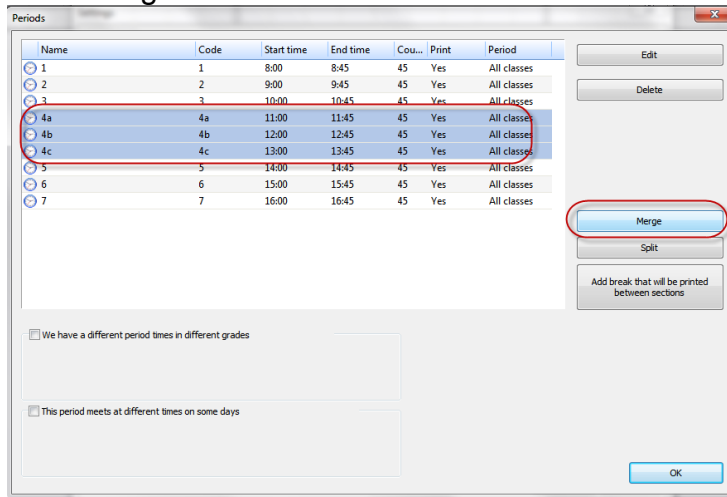 Periods
Name Code Start time End time Cou... Print Period
1 1 8:00 8:45 45 Yes All classes
2 2 9:00 9:45 45 Yes All classes
3 3 10:00 10:45 45 Yes All classes
4a 4a 11:00 11:45 45 Yes All classes
4b 4b 12:00 12:45 45 Yes All classes
4c 4c 13:00 13:45 45 Yes All classes
5 5 14:00 14:45 45 Yes All classes
6 6 15:00 15:45 45 Yes All classes
7 7 16:00 16:45 45 Yes All classes
Edit
Delete
Merge
Split
Add break that will be printed
between sections
We have a different period times in different grades
This period meets at different times on some days
OK